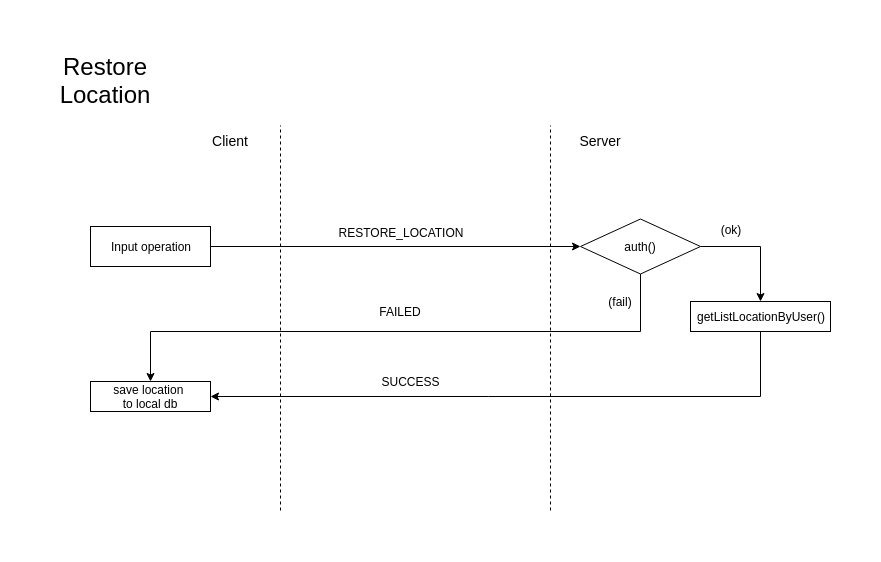 Restore
Location
Client
Server
RESTORE_LOCATION
(ok)
Input operation
auth()
(fail)
FAILED
getListLocationByUser()
SUCCESS
save location
to local db